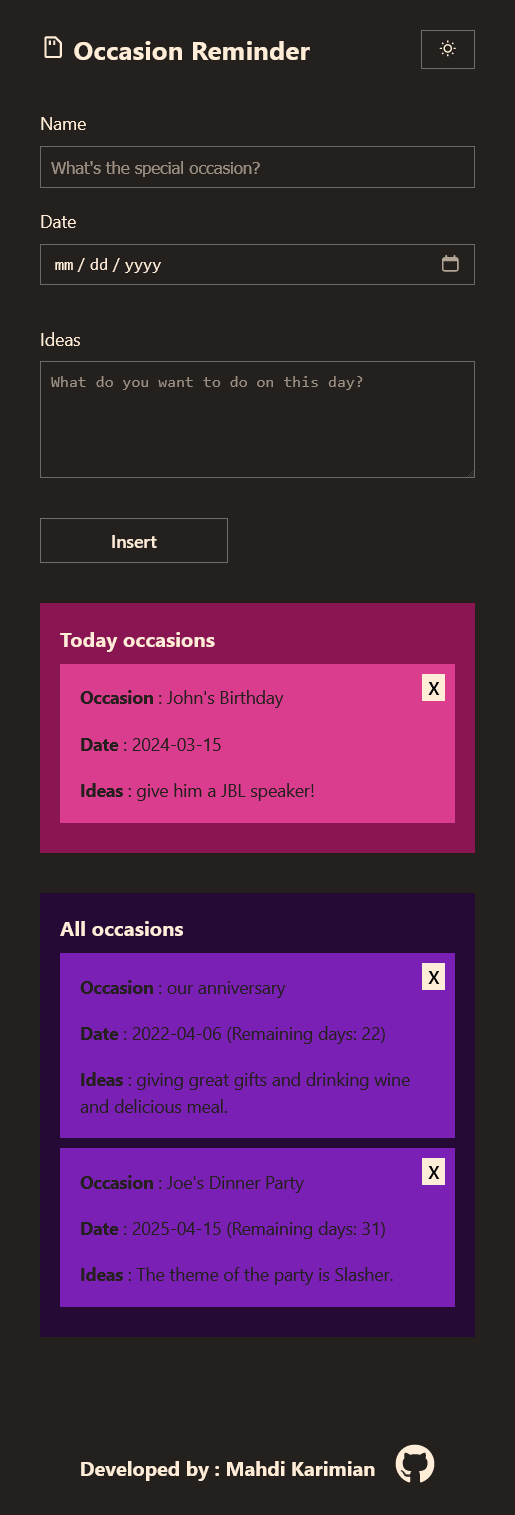 Occasion Reminder
Name
What's the special occasion?
Date
mm / dd / yyyy
Ideas
What do you want to do on this day?
Insert
Today occasions
X
Occasion : John's Birthday
Date : 2024-03-15
Ideas : give him a JBL speaker!
All occasions
X
Occasion : our anniversary
Date : 2022-04-06 (Remaining days: 22)
Ideas : giving great gifts and drinking wine
and delicious meal.
X
Occasion : Joe's Dinner Party
Date : 2025-04-15 (Remaining days: 31)
Ideas : The theme of the party is Slasher.
Developed by : Mahdi Karimian